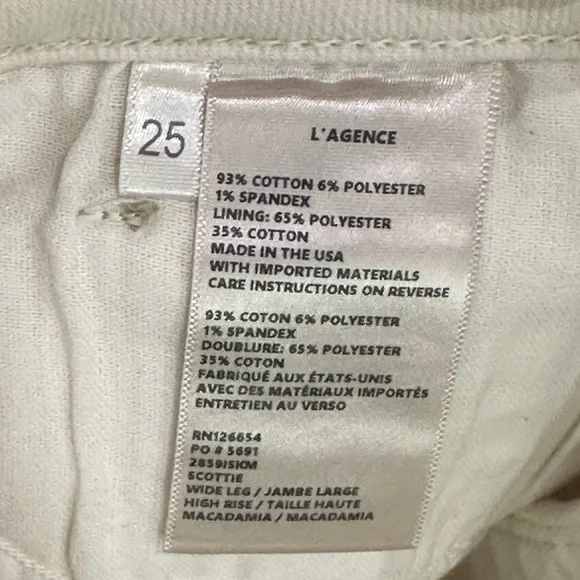 25
L'AGENCE
93% COTTON 6% POLYESTER
1% SPANDEX
LINING: 65% POLYESTER
35% COTTON
MADE IN THE USA
WITH IMPORTED MATERIALS
CARE INSTRUCTIONS ON REVERSE
93% COTON 6% POLYESTER
1% SPANDEX
DOUBLURE: 65% POLYESTER
35% COTON
FABRIQUÉ AUX ÉTATS-UNIS
AVEC DES MATÉRIAUX IMPORTÉS
ENTRETIEN AU VERSO
RN126654
PO # 5691
2859ISKM
SCOTTIE
WIDE LEG / JAMBE LARGE
HIGH RISE / TAILLE HAUTE
MACADAMIA / MACADAMIA